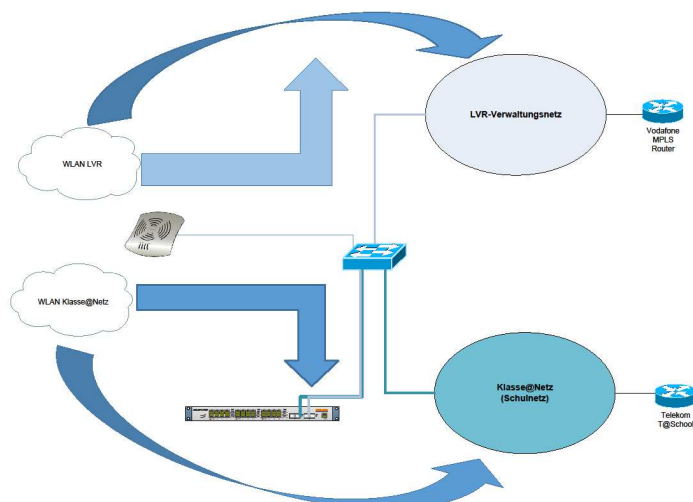 LVR-Verwaltungsnetz
Vodafone
MPLS
Router
WLAN LVR
WLAN Klasse@Netz
Klasse@Netz
(Schulnetz)
Telekom
T@School